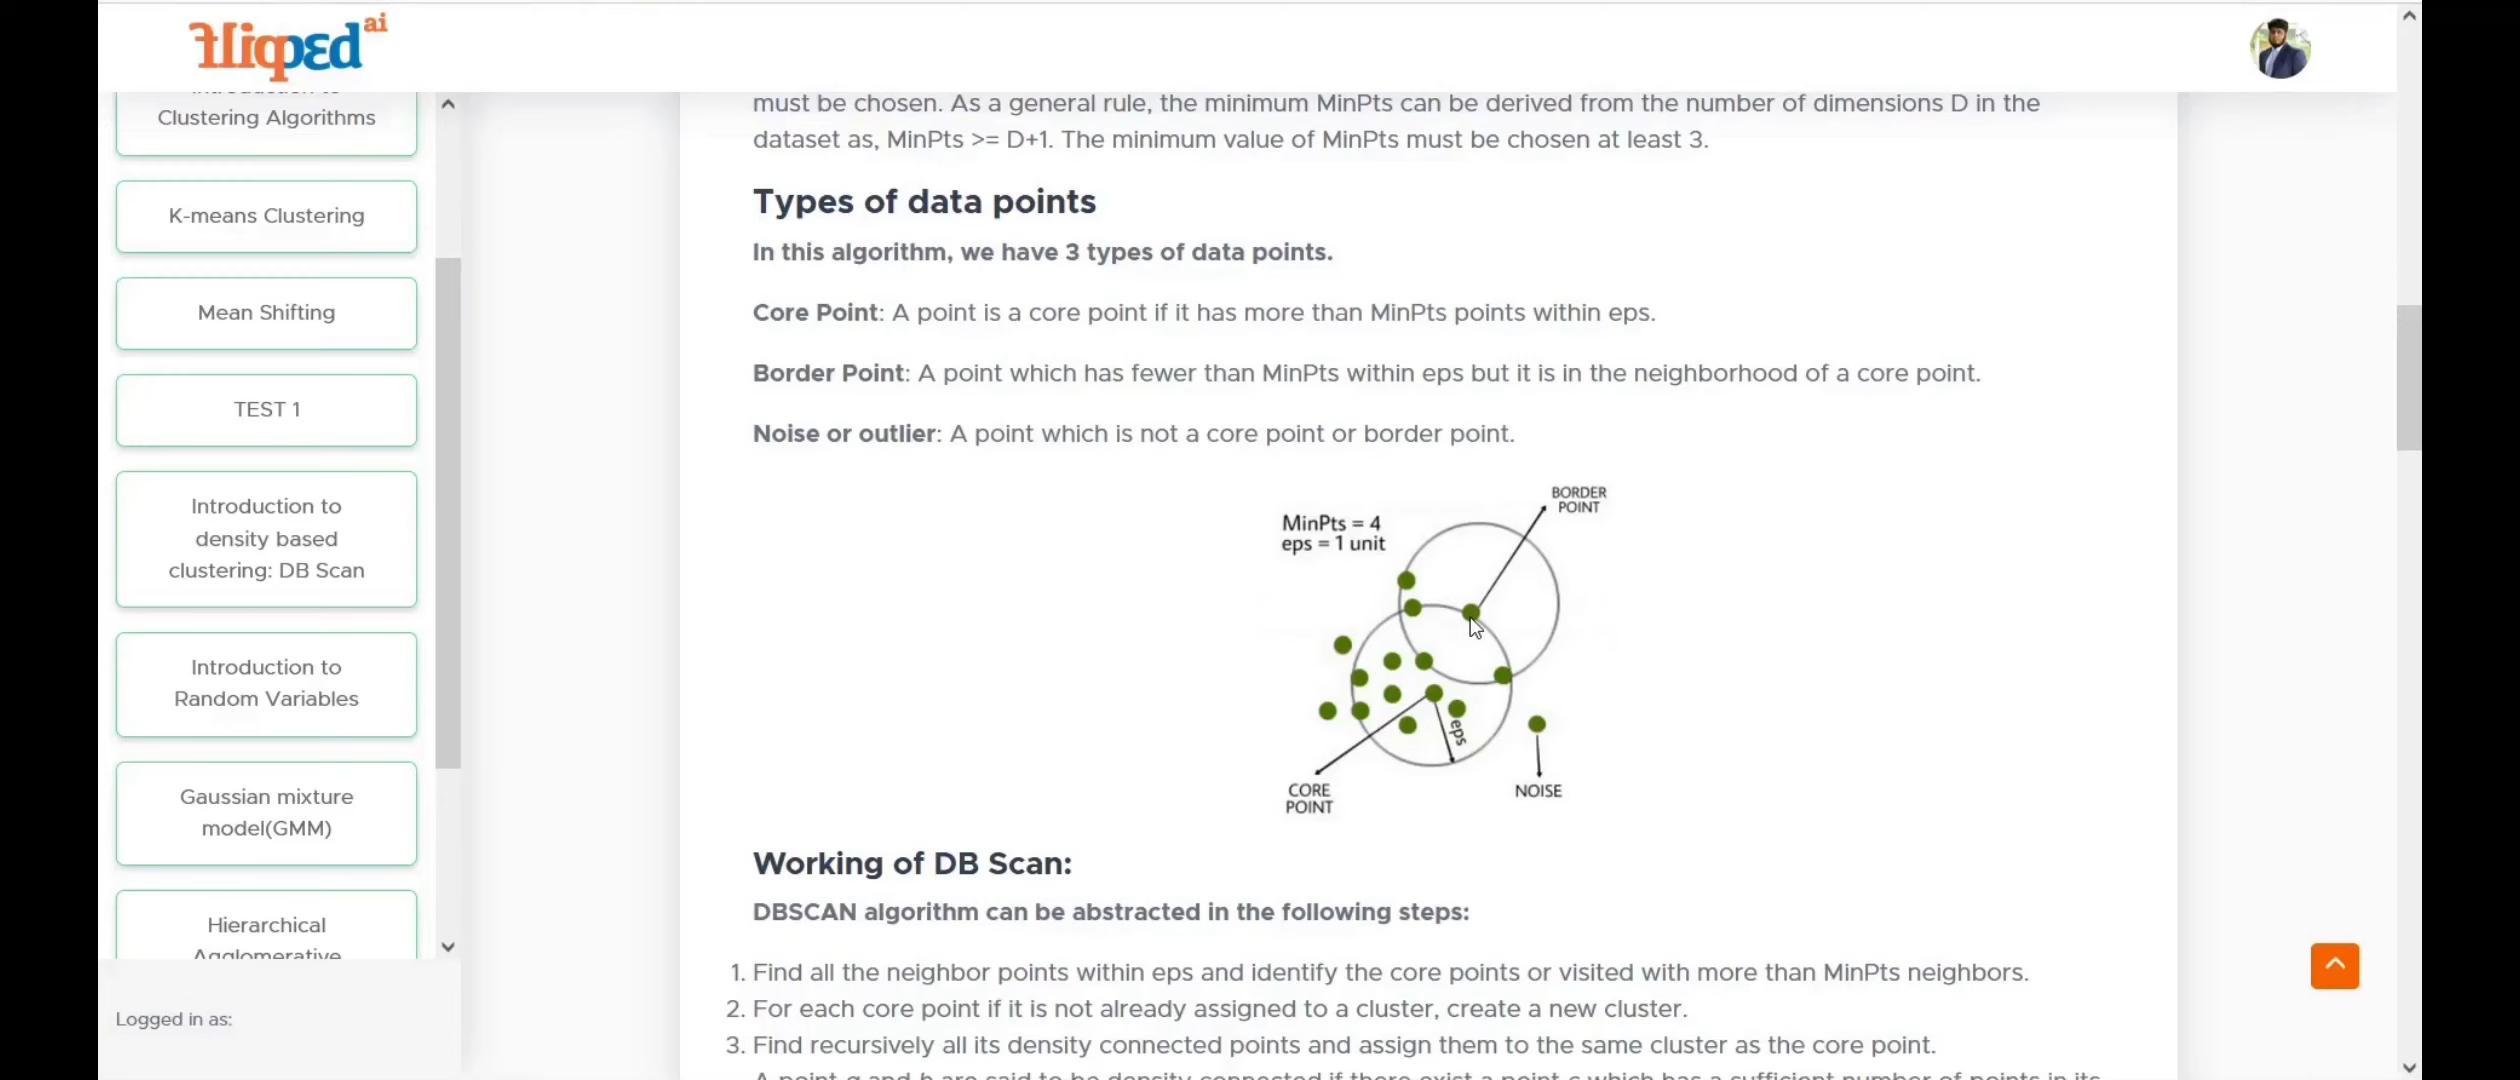 flipped ai
Clustering Algorithms
K-means Clustering
Mean Shifting
TEST 1
Introduction to
density based
clustering: DB Scan
Introduction to
Random Variables
Gaussian mixture
model(GMM)
Hierarchical
Agglomerative
Logged in as:
must be chosen. As a general rule, the minimum MinPts can be derived from the number of dimensions D in the
dataset as, MinPts >= D+1. The minimum value of MinPts must be chosen at least 3.
Types of data points
In this algorithm, we have 3 types of data points.
Core Point: A point is a core point if it has more than MinPts points within eps.
Border Point: A point which has fewer than MinPts within eps but it is in the neighborhood of a core point.
Noise or outlier: A point which is not a core point or border point.
MinPts = 4
eps = 1 unit
BORDER
POINT
eps
CORE
POINT
NOISE
Working of DB Scan:
DBSCAN algorithm can be abstracted in the following steps:
1. Find all the neighbor points within eps and identify the core points or visited with more than MinPts neighbors.
2. For each core point if it is not already assigned to a cluster, create a new cluster.
3. Find recursively all its density connected points and assign them to the same cluster as the core point.